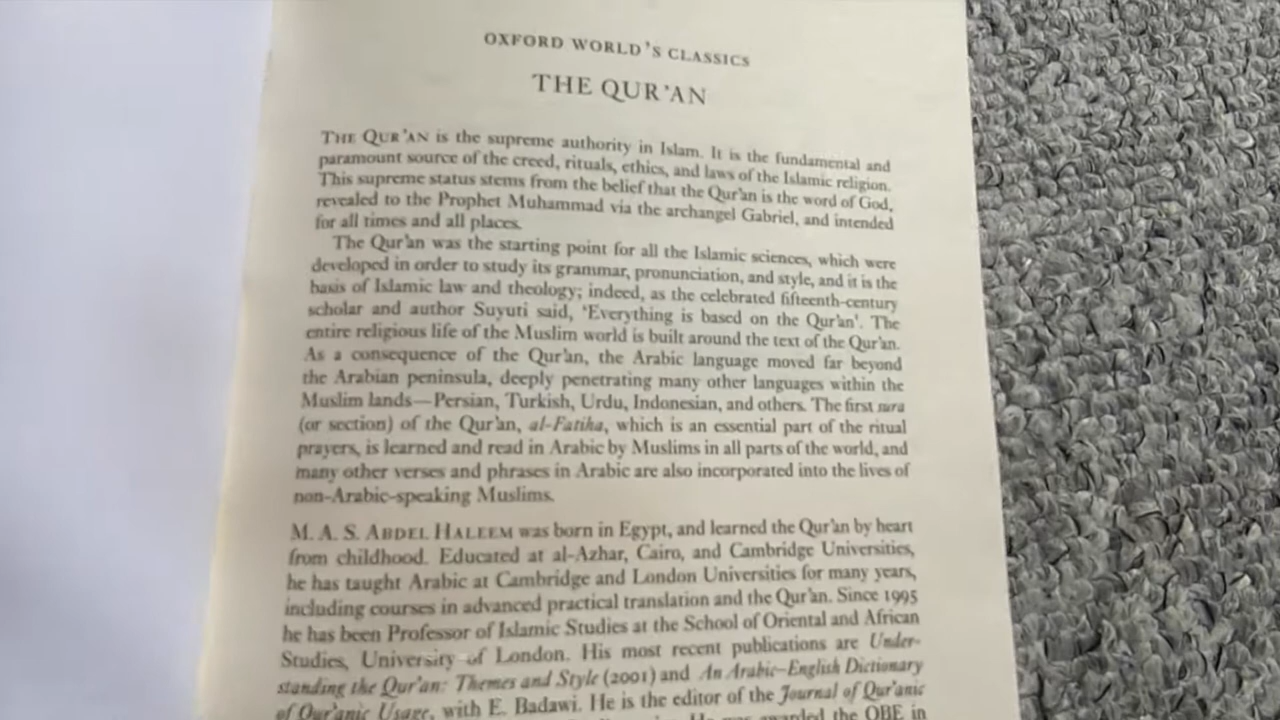 OXFORD WORLD'S CLASSICS
THE QUR'AN
THE QUR'AN is the supreme authority in Islam. It is the fundamental and
paramount source of the creed, rituals, ethics, and laws of the Islamic religion.
This supreme status stems from the belief that the Qur'an is the word of God,
revealed to the Prophet Muhammad via the archangel Gabriel, and intended
for all times and all places.
The Qur'an was the starting point for all the Islamic sciences, which were
developed in order to study its grammar, pronunciation, and style, and it is the
basis of Islamic law and theology; indeed, as the celebrated fifteenth-century
scholar and author Suyuti said, 'Everything is based on the Qur'an'. The
entire religious life of the Muslim world is built around the text of the Qur'an.
As a consequence of the Qur'an, the Arabic language moved far beyond
the Arabian peninsula, deeply penetrating many other languages within the
Muslim lands—Persian, Turkish, Urdu, Indonesian, and others. The first sura
(or section) of the Qur'an, al-Fatiha, which is an essential part of the ritual
prayers, is learned and read in Arabic by Muslims in all parts of the world, and
many other verses and phrases in Arabic are also incorporated into the lives of
non-Arabic-speaking Muslims.
M. A. S. ABDEL HALEEM was born in Egypt, and learned the Qur'an by heart
from childhood. Educated at al-Azhar, Cairo, and Cambridge Universities,
he has taught Arabic at Cambridge and London Universities for many years,
including courses in advanced practical translation and the Qur'an. Since 1995
he has been Professor of Islamic Studies at the School of Oriental and African
Studies, University of London. His most recent publications are Under-
standing the Qur'an: Themes and Style (2001) and An Arabic–English Dictionary
of Qur'anic Usage, with E. Badawi. He is the editor of the Journal of Qur'anic
awarded the OBE in